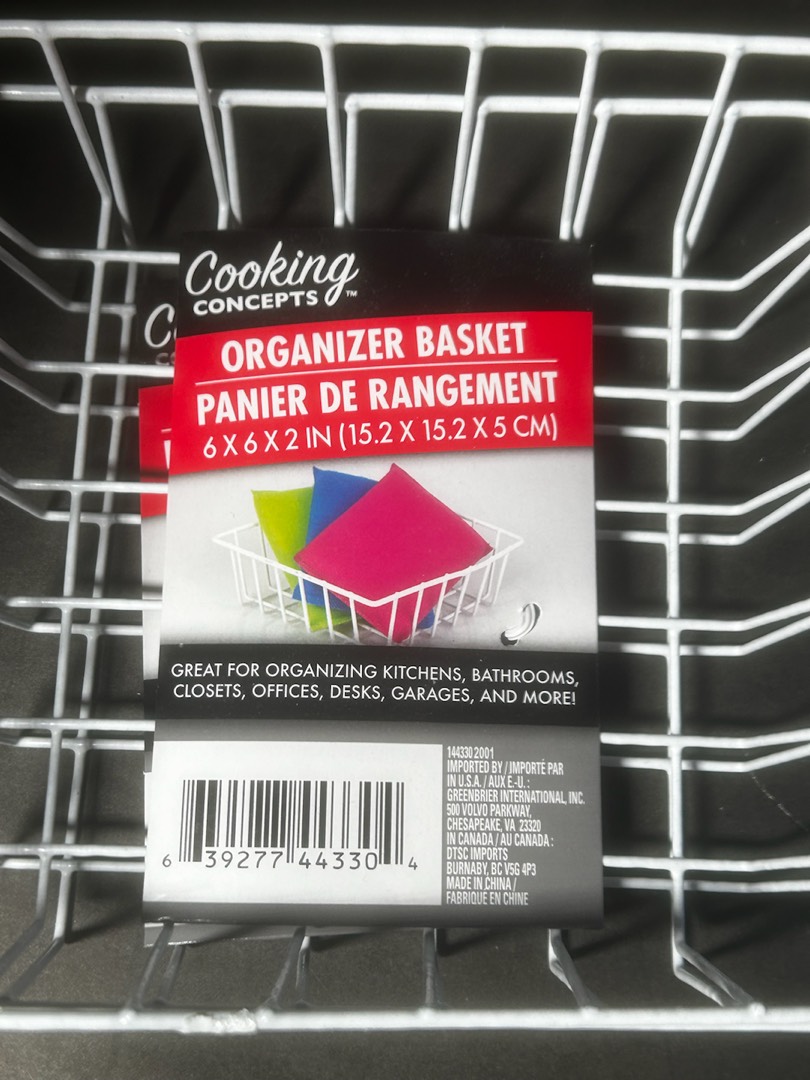 Cooking
CONCEPTS™
ORGANIZER BASKET
PANIER DE RANGEMENT
6 X 6 X 2 IN (15.2 X 15.2 X 5 CM)
GREAT FOR ORGANIZING KITCHENS, BATHROOMS,
CLOSETS, OFFICES, DESKS, GARAGES, AND MORE!
144330 2001
IMPORTED BY / IMPORTÉ PAR
IN U.S.A. / AUX É.-U. :
GREENBRIER INTERNATIONAL, INC.
500 VOLVO PARKWAY,
CHESAPEAKE, VA 23320
IN CANADA / AU CANADA :
DTSC IMPORTS
BURNABY, BC V5G 4P3
MADE IN CHINA /
FABRIQUÉ EN CHINE
6 39277 44330 4